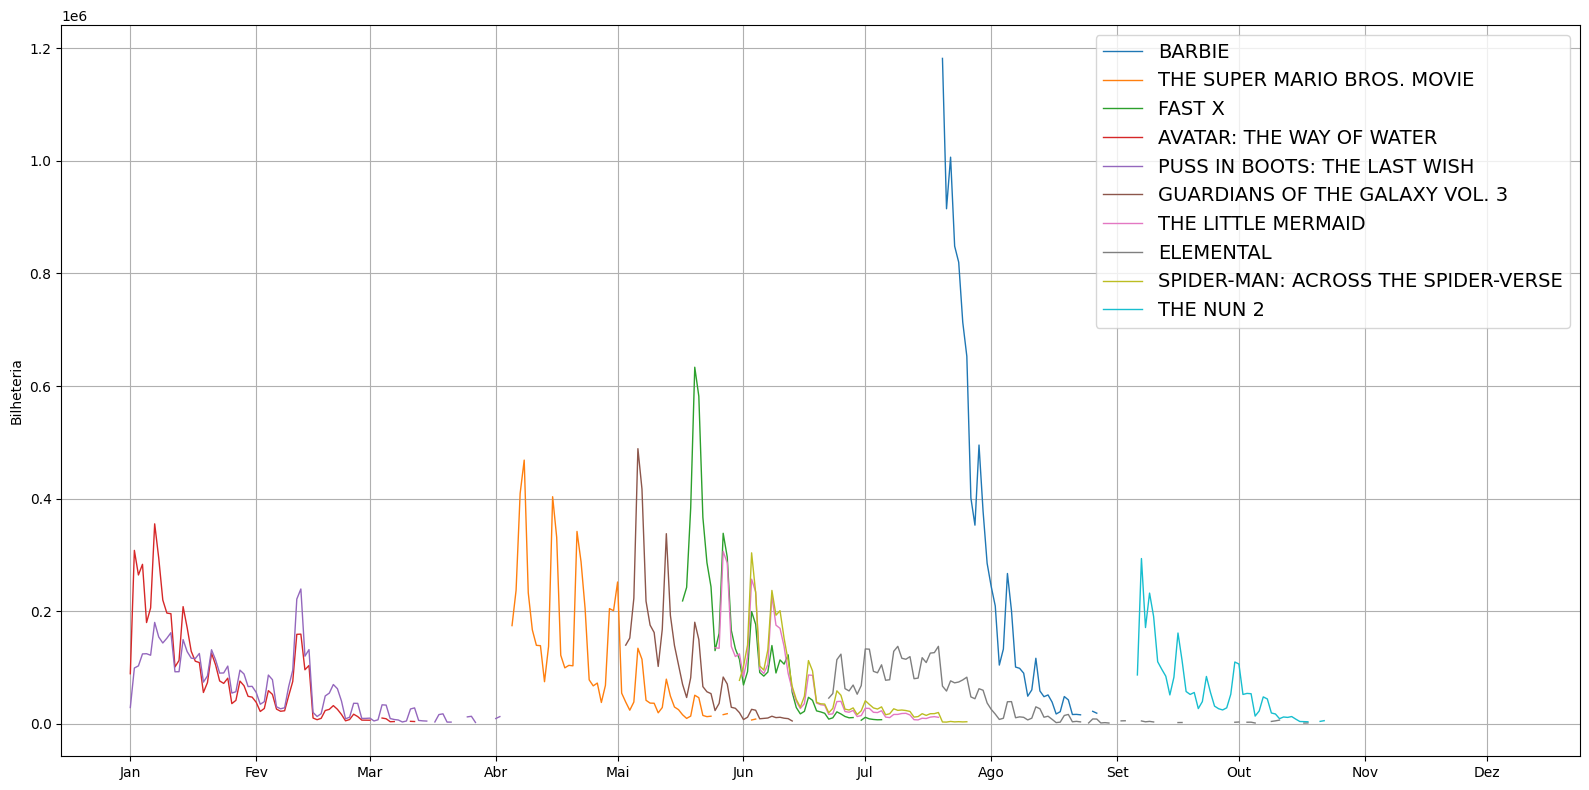 1e6
1.2
1.0
0.8
0.6
0.4
0.2
0.0
Bilheteria
Jan Fev Mar Abr Mai Jun Jul Ago Set Out Nov Dez
BARBIE
THE SUPER MARIO BROS. MOVIE
FAST X
AVATAR: THE WAY OF WATER
PUSS IN BOOTS: THE LAST WISH
GUARDIANS OF THE GALAXY VOL. 3
THE LITTLE MERMAID
ELEMENTAL
SPIDER-MAN: ACROSS THE SPIDER-VERSE
THE NUN 2